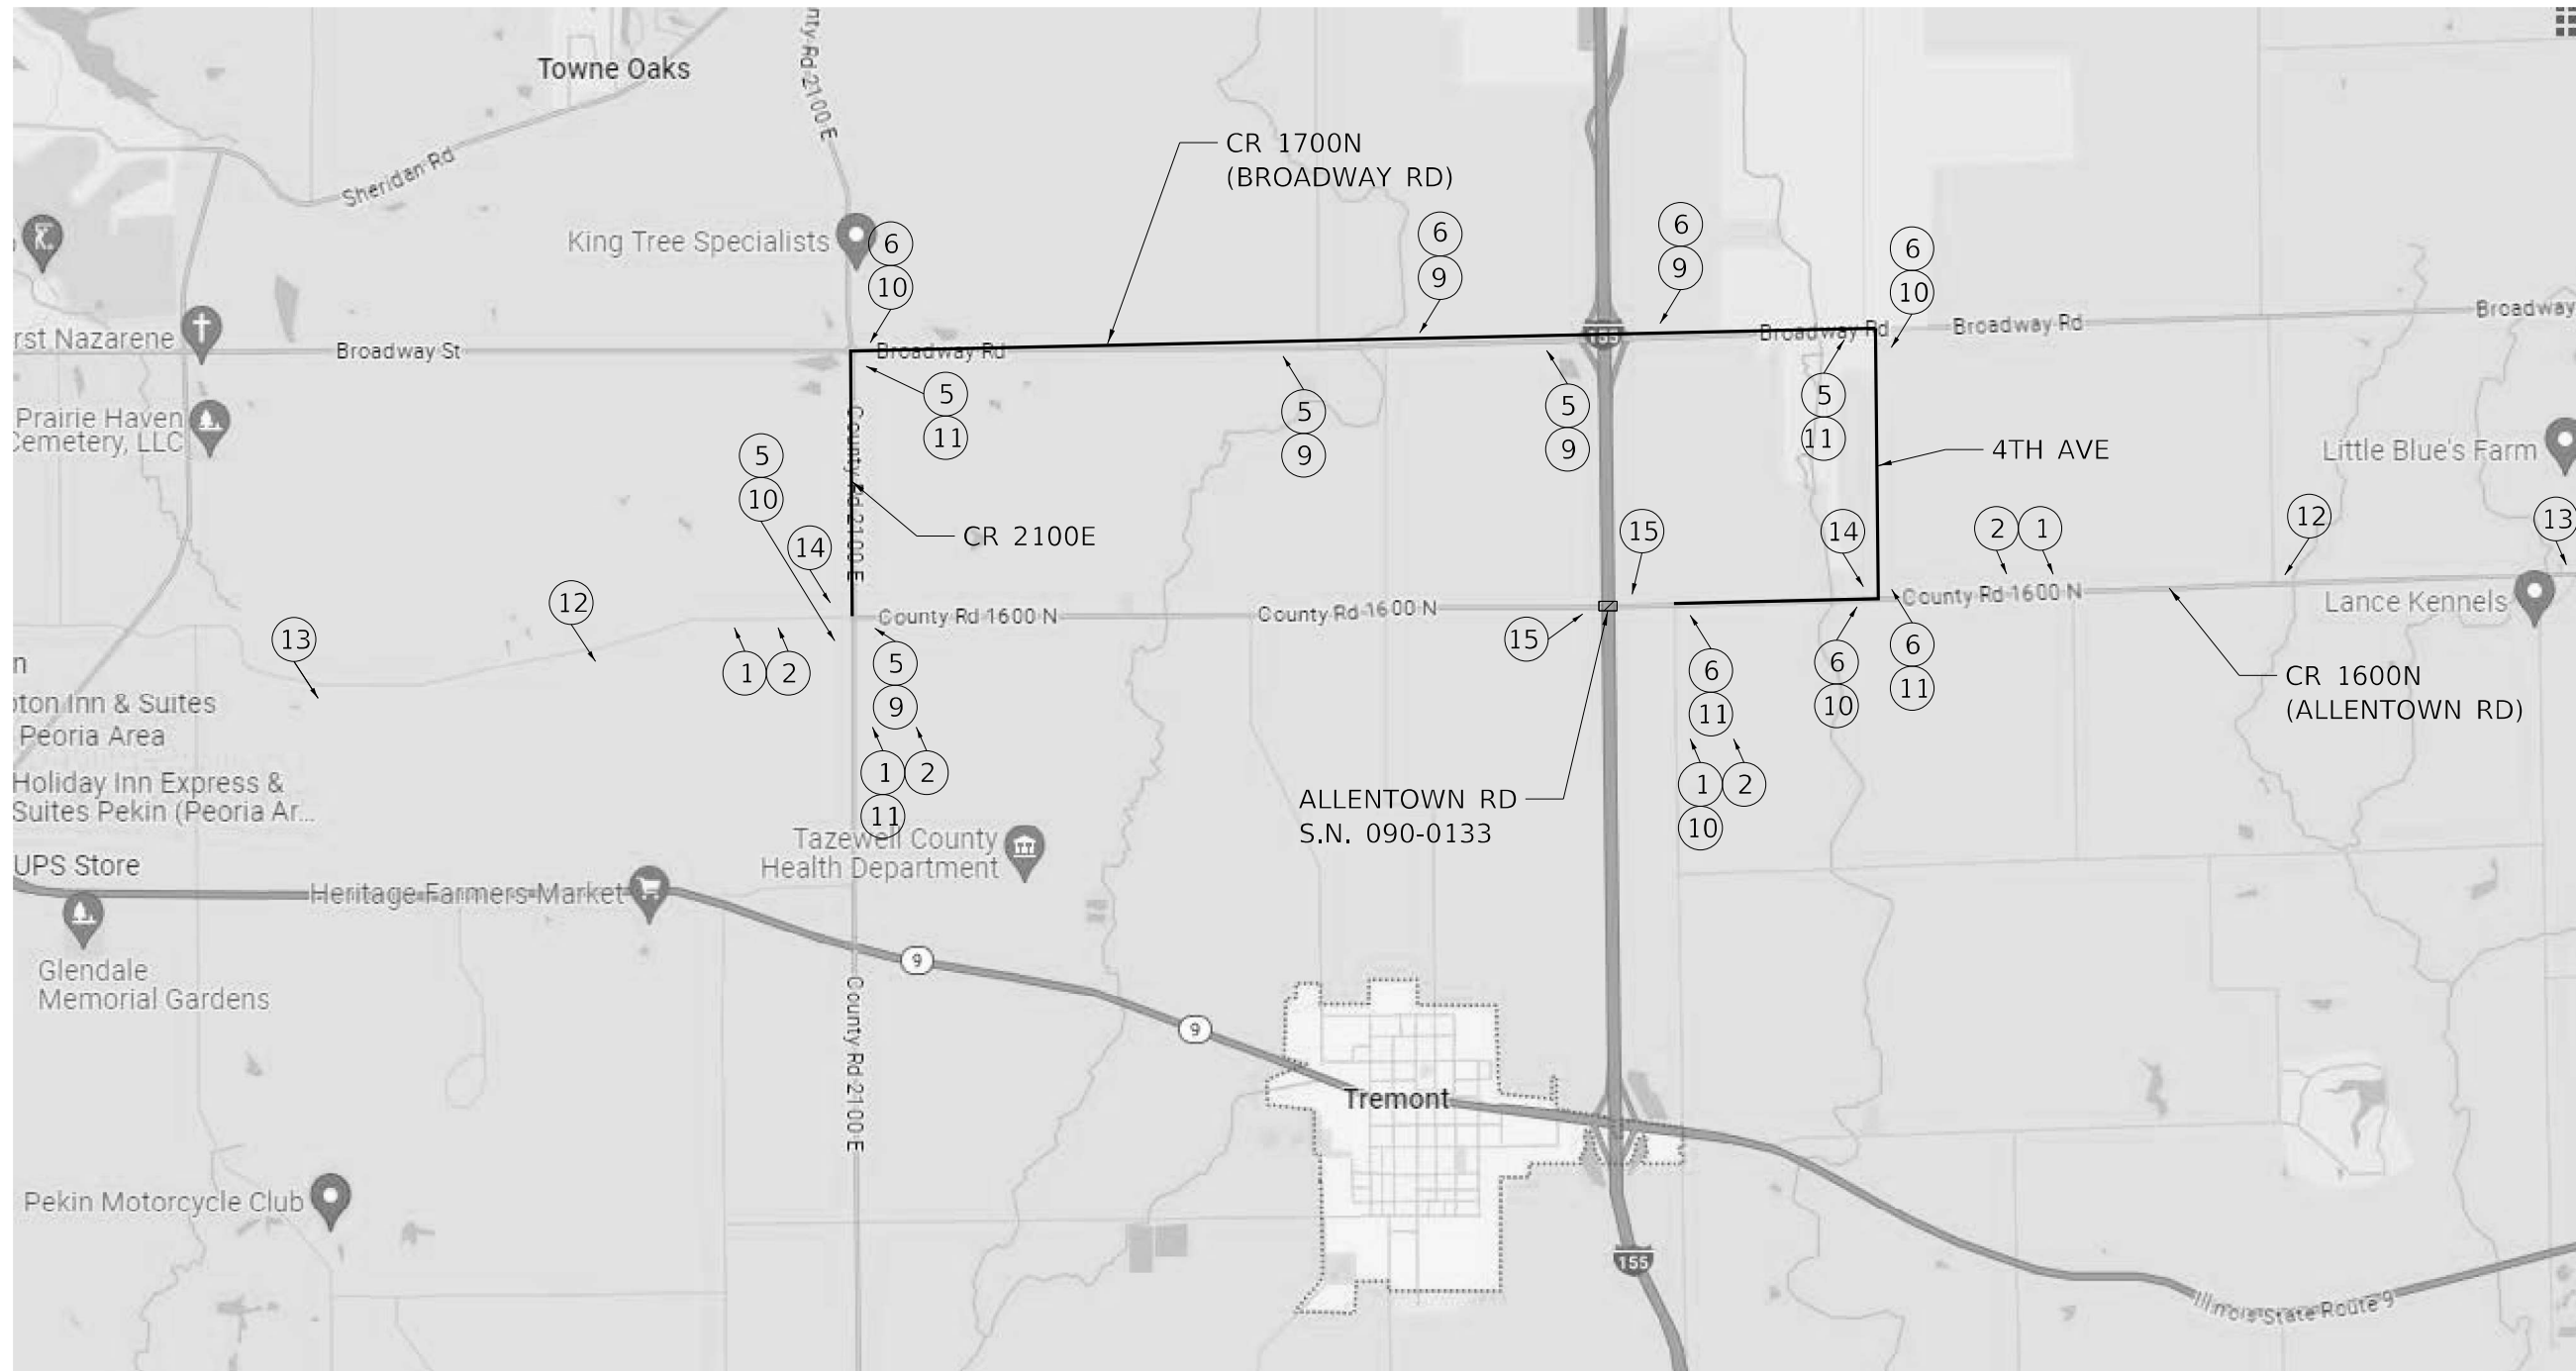 Towne Oaks
nty Rd 2100 E
Sheridan Rd
CR 1700N
(BROADWAY RD)
King Tree Specialists
6
10
6
9
6
9
6
10
rst Nazarene
Broadway St
Broadway Rd
Broadway Rd
Broadway Rd
Broadway
5
11
5
9
5
9
5
11
Prairie Haven
Cemetery, LLC
County Rd 2100 E
5
10
14
CR 2100E
4TH AVE
Little Blue's Farm
15
14
2
1
12
13
13
12
County Rd 1600 N
County Rd 1600 N
County Rd 1600 N
Lance Kennels
1
2
5
9
15
6
11
6
10
6
11
CR 1600N
(ALLENTOWN RD)
n
pton Inn & Suites
Peoria Area
1
2
11
1
2
10
ALLENTOWN RD
S.N. 090-0133
Holiday Inn Express &
Suites Pekin (Peoria Ar...
Tazewell County
Health Department
UPS Store
Heritage Farmers Market
9
9
Glendale
Memorial Gardens
County Rd 2100 E
Tremont
Pekin Motorcycle Club
155
Illinois State Route 9